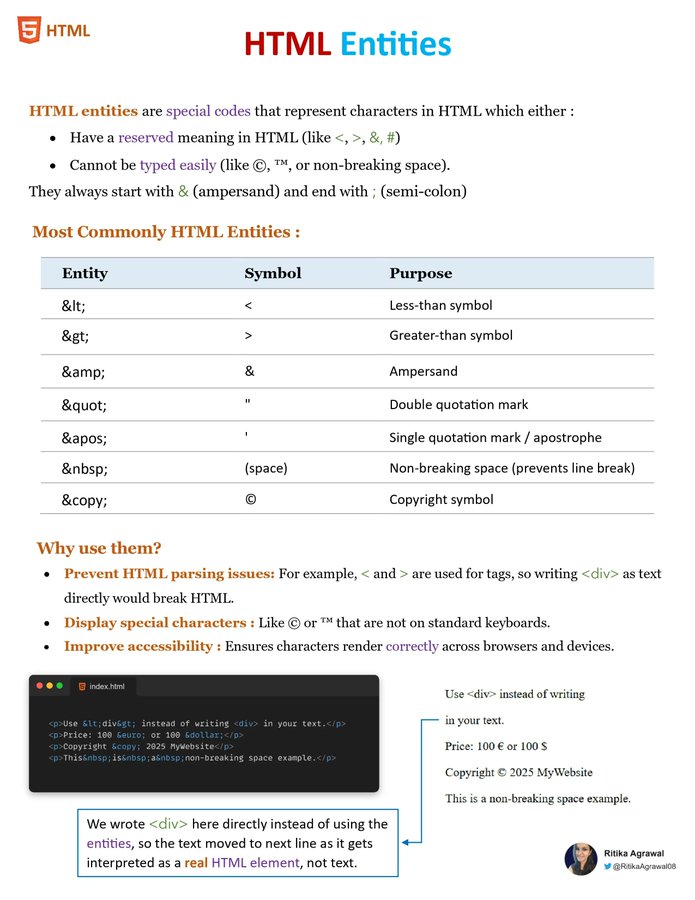 HTML
HTML Entities
HTML entities are special codes that represent characters in HTML which either :
• Have a reserved meaning in HTML (like <, >, &, #)
• Cannot be typed easily (like ©, ™, or non-breaking space).
They always start with & (ampersand) and end with ; (semi-colon)
Most Commonly HTML Entities :
Entity Symbol Purpose
&lt; < Less-than symbol
&gt; > Greater-than symbol
&amp; & Ampersand
&quot; " Double quotation mark
&apos; ' Single quotation mark / apostrophe
&nbsp; (space) Non-breaking space (prevents line break)
&copy; © Copyright symbol
Why use them?
• Prevent HTML parsing issues: For example, < and > are used for tags, so writing <div> as text
directly would break HTML.
• Display special characters : Like © or ™ that are not on standard keyboards.
• Improve accessibility : Ensures characters render correctly across browsers and devices.
index.html
<p>Use &lt;div&gt; instead of writing <div> in your text.</p>
<p>Price: 100 &euro; or 100 &dollar;</p>
<p>Copyright &copy; 2025 MyWebsite</p>
<p>This&nbsp;is&nbsp;a&nbsp;non-breaking space example.</p>
Use <div> instead of writing
in your text.
Price: 100 € or 100 $
Copyright © 2025 MyWebsite
This is a non-breaking space example.
We wrote <div> here directly instead of using the
entities, so the text moved to next line as it gets
interpreted as a real HTML element, not text.
Ritika Agrawal
@RitikaAgrawal08